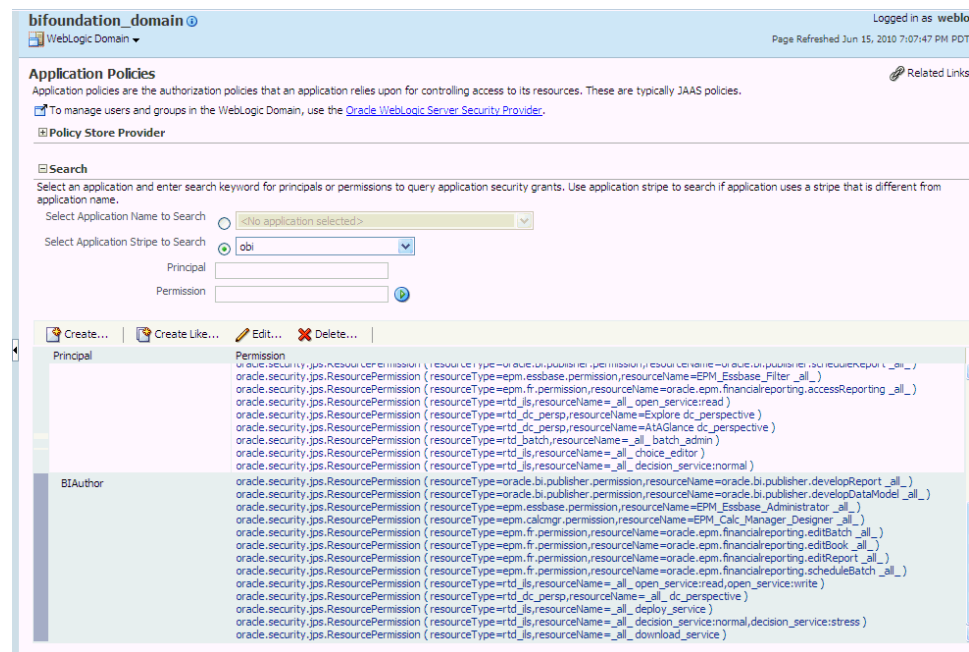 bifoundation_domain
Logged in as weblo
WebLogic Domain
Page Refreshed Jun 15, 2010 7:07:47 PM PDT
Application Policies
Related Links
Application policies are the authorization policies that an application relies upon for controlling access to its resources. These are typically JAAS policies.
To manage users and groups in the WebLogic Domain, use the Oracle WebLogic Server Security Provider.
Policy Store Provider
Search
Select an application and enter search keyword for principals or permissions to query application security grants. Use application stripe to search if application uses a stripe that is different from
application name.
Select Application Name to Search
<No application selected>
Select Application Stripe to Search
obi
Principal
Permission
Create...
Create Like...
Edit...
Delete...
Principal
Permission
oracle.security.jps.ResourcePermission ( resourceType=oracle.bi.publisher.permission,resourceName=oracle.bi.publisher.scheduleReport _all_ )
oracle.security.jps.ResourcePermission ( resourceType=epm.essbase.permission,resourceName=EPM_Essbase_Filter _all_ )
oracle.security.jps.ResourcePermission ( resourceType=epm.fr.permission,resourceName=oracle.epm.financialreporting.accessReporting _all_ )
oracle.security.jps.ResourcePermission ( resourceType=rtd_ils,resourceName=_all_ open_service:read )
oracle.security.jps.ResourcePermission ( resourceType=rtd_dc_persp,resourceName=Explore dc_perspective )
oracle.security.jps.ResourcePermission ( resourceType=rtd_dc_persp,resourceName=AtAGlance dc_perspective )
oracle.security.jps.ResourcePermission ( resourceType=rtd_batch,resourceName=_all_ batch_admin )
oracle.security.jps.ResourcePermission ( resourceType=rtd_ils,resourceName=_all_ choice_editor )
oracle.security.jps.ResourcePermission ( resourceType=rtd_ils,resourceName=_all_ decision_service:normal )
BIAuthor
oracle.security.jps.ResourcePermission ( resourceType=oracle.bi.publisher.permission,resourceName=oracle.bi.publisher.developReport _all_ )
oracle.security.jps.ResourcePermission ( resourceType=oracle.bi.publisher.permission,resourceName=oracle.bi.publisher.developDataModel _all_ )
oracle.security.jps.ResourcePermission ( resourceType=epm.essbase.permission,resourceName=EPM_Essbase_Administrator _all_ )
oracle.security.jps.ResourcePermission ( resourceType=epm.calcmgr.permission,resourceName=EPM_Calc_Manager_Designer _all_ )
oracle.security.jps.ResourcePermission ( resourceType=epm.fr.permission,resourceName=oracle.epm.financialreporting.editBatch _all_ )
oracle.security.jps.ResourcePermission ( resourceType=epm.fr.permission,resourceName=oracle.epm.financialreporting.editBook _all_ )
oracle.security.jps.ResourcePermission ( resourceType=epm.fr.permission,resourceName=oracle.epm.financialreporting.editReport _all_ )
oracle.security.jps.ResourcePermission ( resourceType=epm.fr.permission,resourceName=oracle.epm.financialreporting.scheduleBatch _all_ )
oracle.security.jps.ResourcePermission ( resourceType=rtd_ils,resourceName=_all_ open_service:read,open_service:write )
oracle.security.jps.ResourcePermission ( resourceType=rtd_dc_persp,resourceName=_all_ dc_perspective )
oracle.security.jps.ResourcePermission ( resourceType=rtd_ils,resourceName=_all_ deploy_service )
oracle.security.jps.ResourcePermission ( resourceType=rtd_ils,resourceName=_all_ decision_service:normal,decision_service:stress )
oracle.security.jps.ResourcePermission ( resourceType=rtd_ils,resourceName=_all_ download_service )